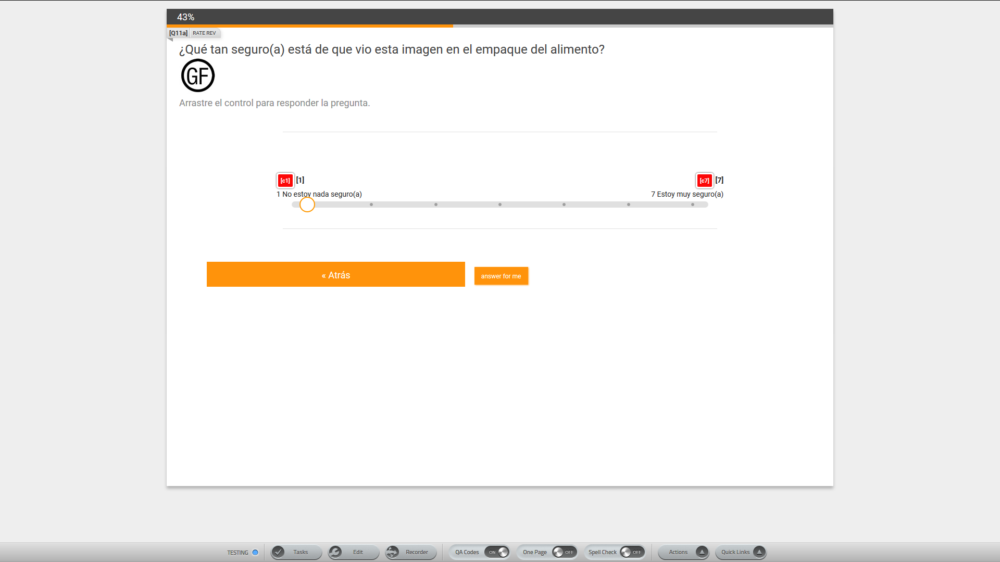 43%
[Q11a] RATE REV
¿Qué tan seguro(a) está de que vio esta imagen en el empaque del alimento?
GF
Arrastre el control para responder la pregunta.
[c1] [1] [c7] [7]
1 No estoy nada seguro(a) 7 Estoy muy seguro(a)
« Atrás answer for me
TESTING Tasks Edit Recorder QA Codes ON One Page OFF Spell Check OFF Actions Quick Links